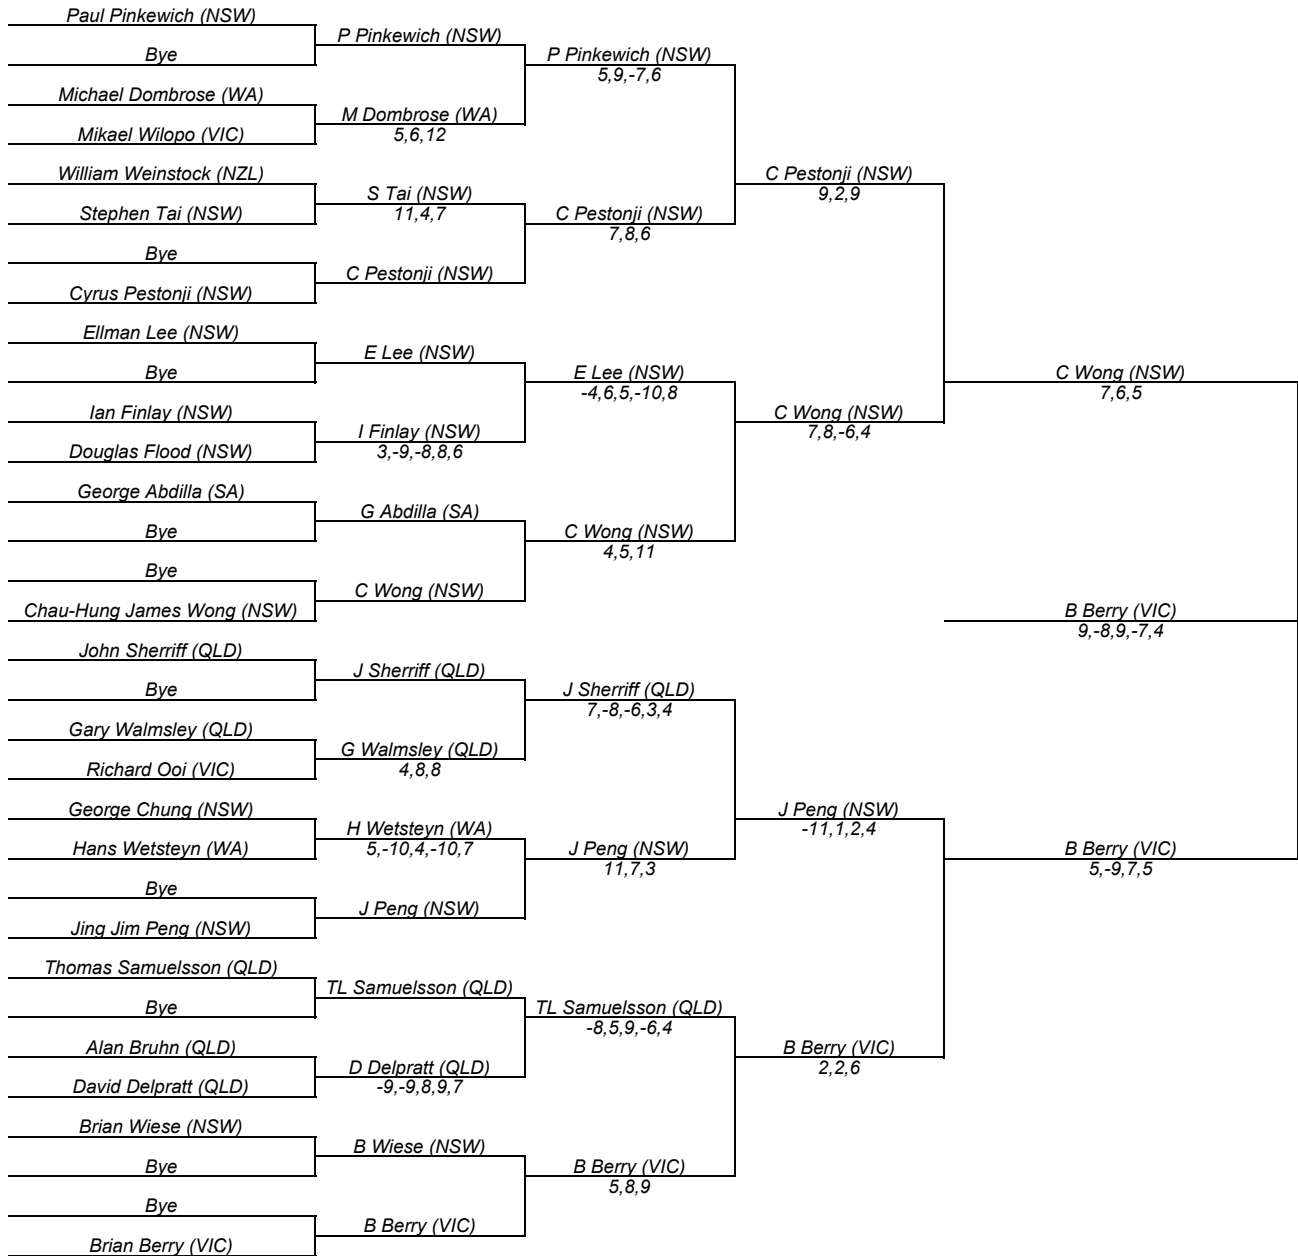 Paul Pinkewich (NSW)
Bye
Michael Dombrose (WA)
Mikael Wilopo (VIC)
William Weinstock (NZL)
Stephen Tai (NSW)
Bye
Cyrus Pestonji (NSW)
Ellman Lee (NSW)
Bye
Ian Finlay (NSW)
Douglas Flood (NSW)
George Abdilla (SA)
Bye
Bye
Chau-Hung James Wong (NSW)
John Sherriff (QLD)
Bye
Gary Walmsley (QLD)
Richard Ooi (VIC)
George Chung (NSW)
Hans Wetsteyn (WA)
Bye
Jing Jim Peng (NSW)
Thomas Samuelsson (QLD)
Bye
Alan Bruhn (QLD)
David Delpratt (QLD)
Brian Wiese (NSW)
Bye
Bye
Brian Berry (VIC)
P Pinkewich (NSW)
M Dombrose (WA)
5,6,12
S Tai (NSW)
11,4,7
C Pestonji (NSW)
E Lee (NSW)
I Finlay (NSW)
3,-9,-8,8,6
G Abdilla (SA)
C Wong (NSW)
J Sherriff (QLD)
G Walmsley (QLD)
4,8,8
H Wetsteyn (WA)
5,-10,4,-10,7
J Peng (NSW)
TL Samuelsson (QLD)
D Delpratt (QLD)
-9,-9,8,9,7
B Wiese (NSW)
B Berry (VIC)
P Pinkewich (NSW)
5,9,-7,6
C Pestonji (NSW)
7,8,6
E Lee (NSW)
-4,6,5,-10,8
C Wong (NSW)
4,5,11
J Sherriff (QLD)
7,-8,-6,3,4
J Peng (NSW)
11,7,3
TL Samuelsson (QLD)
-8,5,9,-6,4
B Berry (VIC)
5,8,9
C Pestonji (NSW)
9,2,9
C Wong (NSW)
7,8,-6,4
J Peng (NSW)
-11,1,2,4
B Berry (VIC)
2,2,6
C Wong (NSW)
7,6,5
B Berry (VIC)
9,-8,9,-7,4
B Berry (VIC)
5,-9,7,5